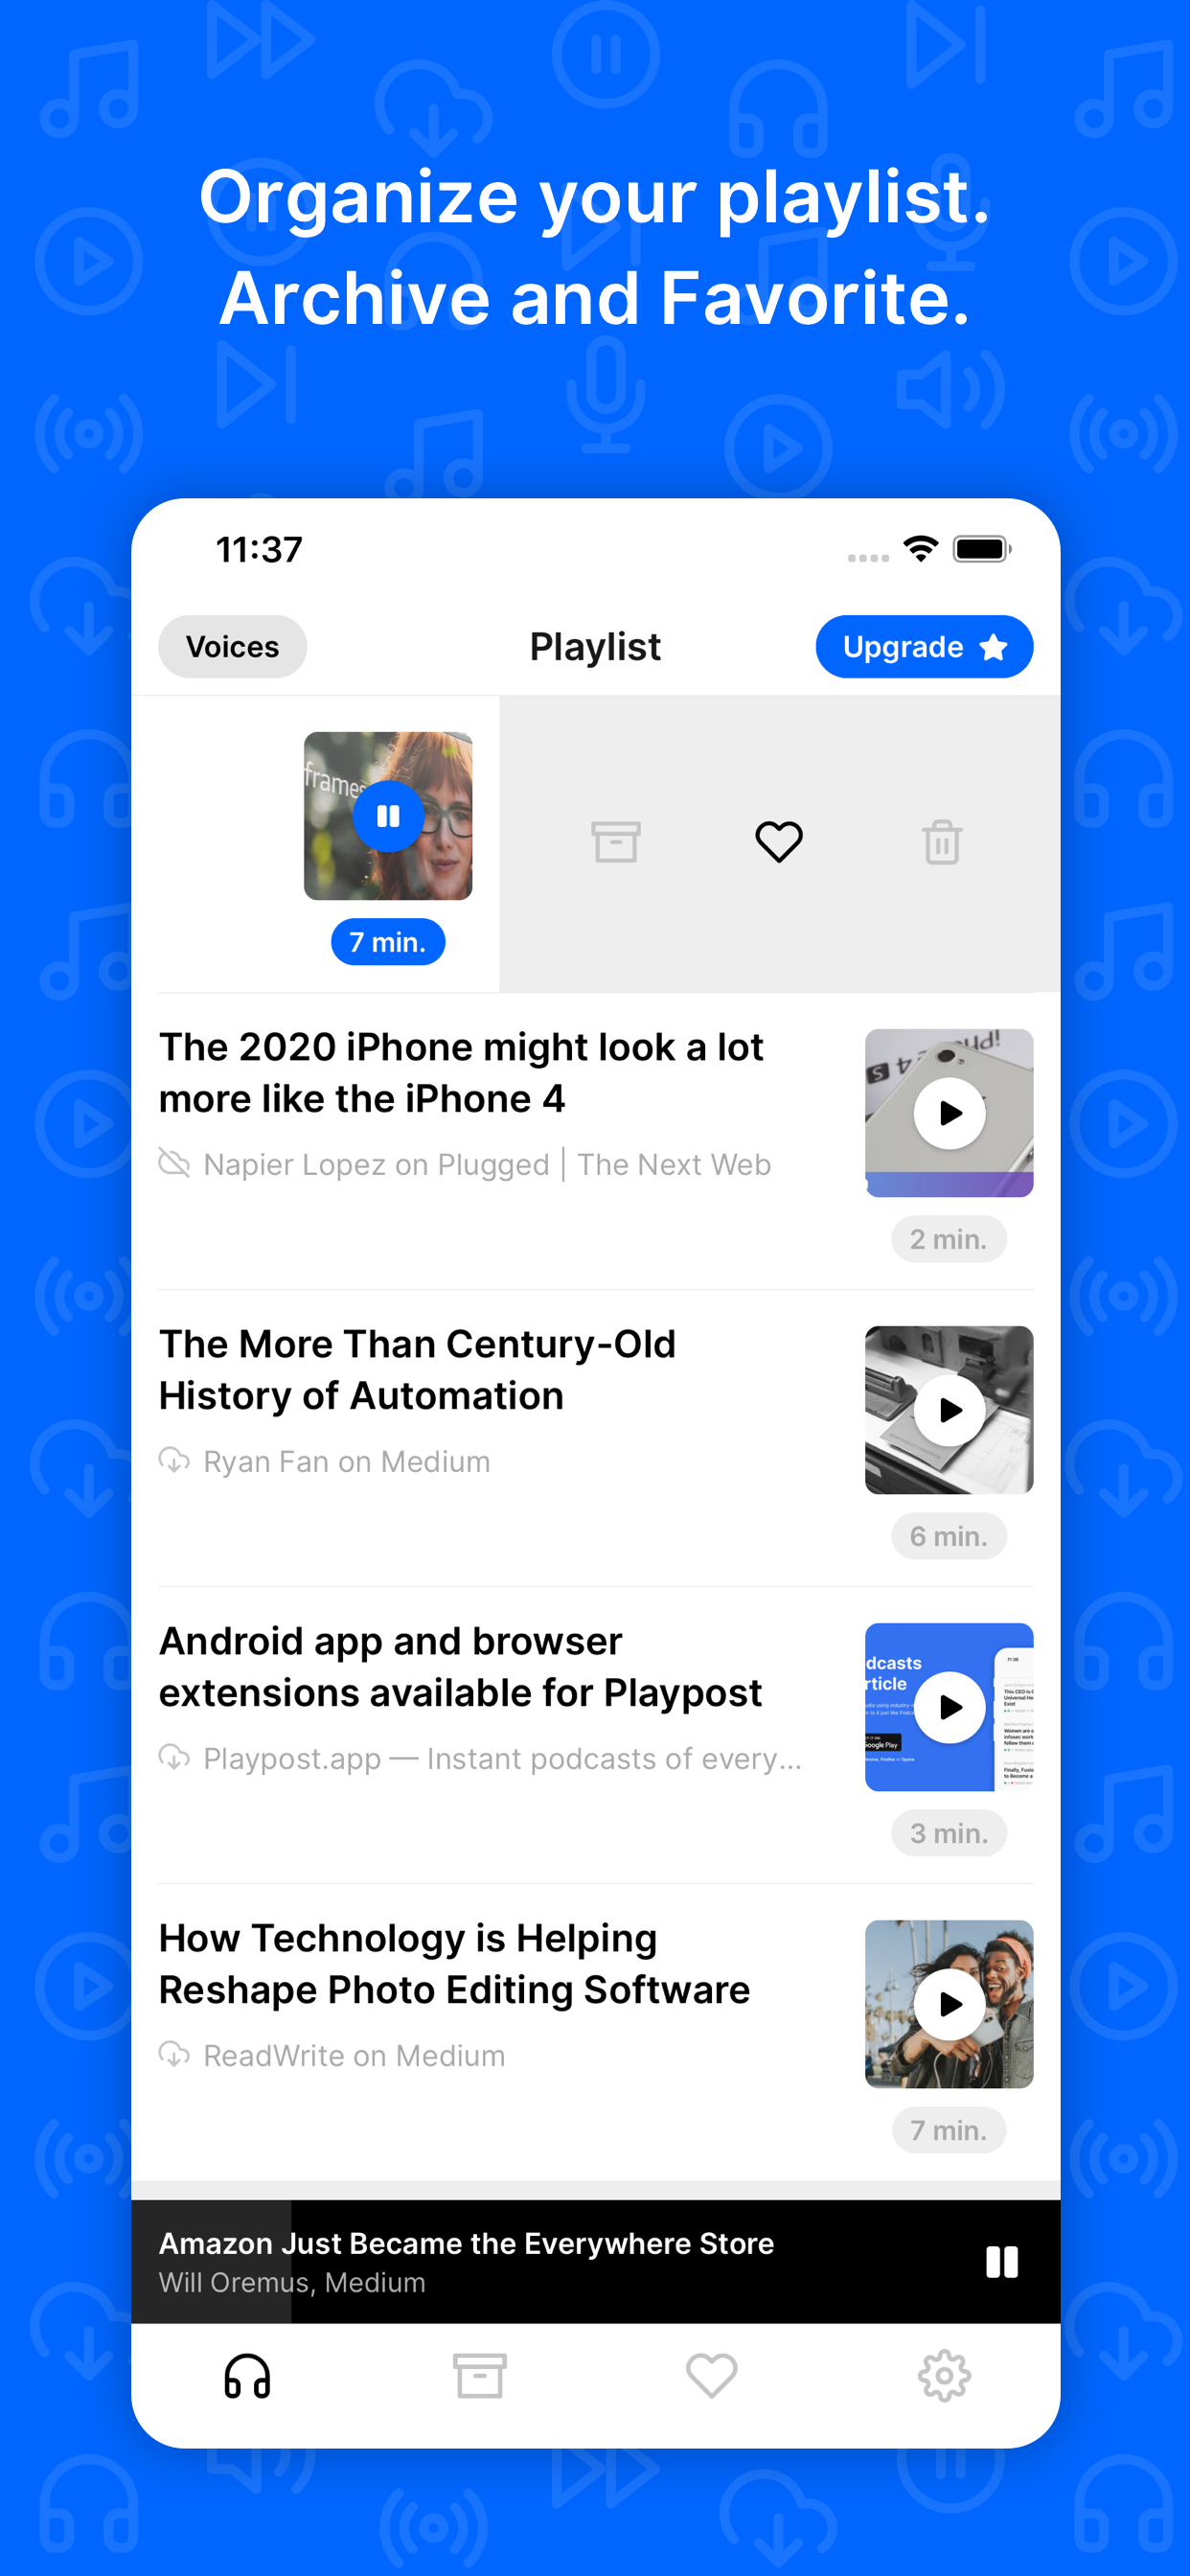 Organize your playlist.
Archive and Favorite.
11:37
Voices
Playlist
Upgrade
frames
7 min.
The 2020 iPhone might look a lot
more like the iPhone 4
Napier Lopez on Plugged | The Next Web
2 min.
The More Than Century-Old
History of Automation
Ryan Fan on Medium
6 min.
Android app and browser
extensions available for Playpost
Playpost.app — Instant podcasts of every...
dcasts
rticle
3 min.
How Technology is Helping
Reshape Photo Editing Software
ReadWrite on Medium
7 min.
Amazon Just Became the Everywhere Store
Will Oremus, Medium